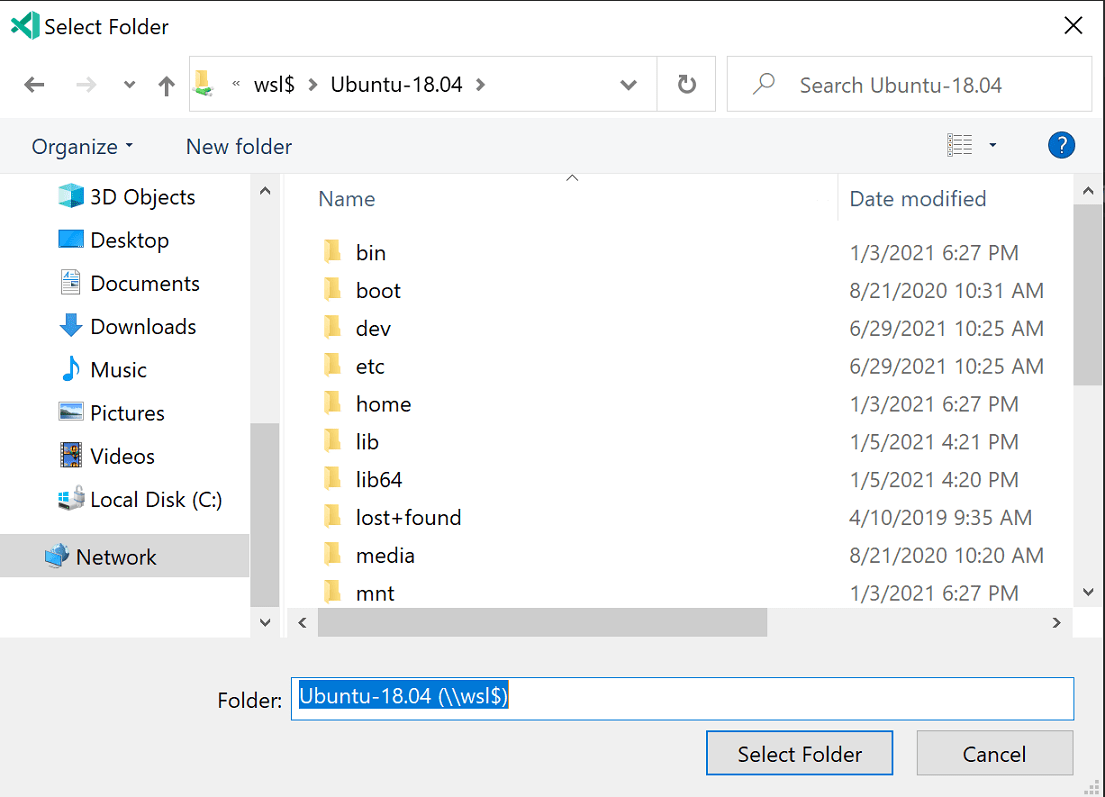 Select Folder
« wsl$ > Ubuntu-18.04 > Search Ubuntu-18.04
Organize New folder ?
3D Objects
Desktop
Documents
Downloads
Music
Pictures
Videos
Local Disk (C:)
Network
Name Date modified
bin 1/3/2021 6:27 PM
boot 8/21/2020 10:31 AM
dev 6/29/2021 10:25 AM
etc 6/29/2021 10:25 AM
home 1/3/2021 6:27 PM
lib 1/5/2021 4:21 PM
lib64 1/5/2021 4:20 PM
lost+found 4/10/2019 9:35 AM
media 8/21/2020 10:20 AM
mnt 1/3/2021 6:27 PM
Folder: Ubuntu-18.04 (\\wsl$)
Select Folder Cancel